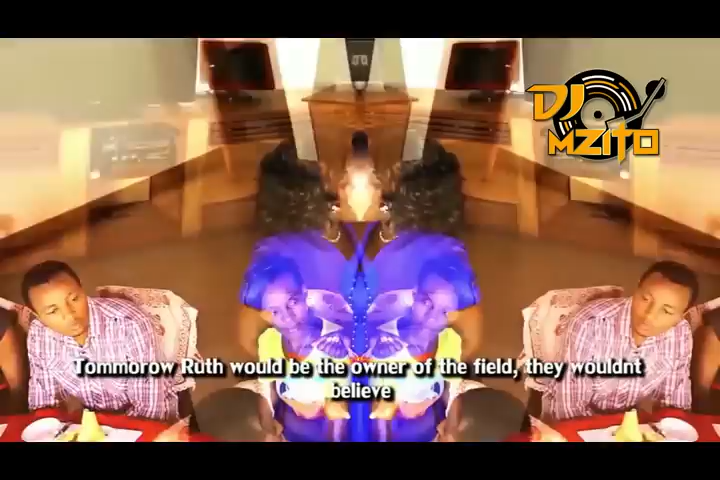 DJ
MZITO
Tommorow Ruth would be the owner of the field, they wouldnt
believe